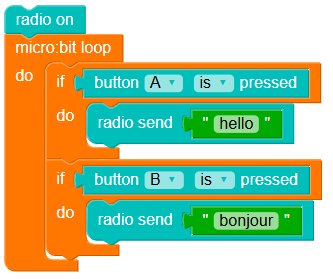 radio on
micro:bit loop
do if button A is pressed
do radio send " hello "
if button B is pressed
do radio send " bonjour "